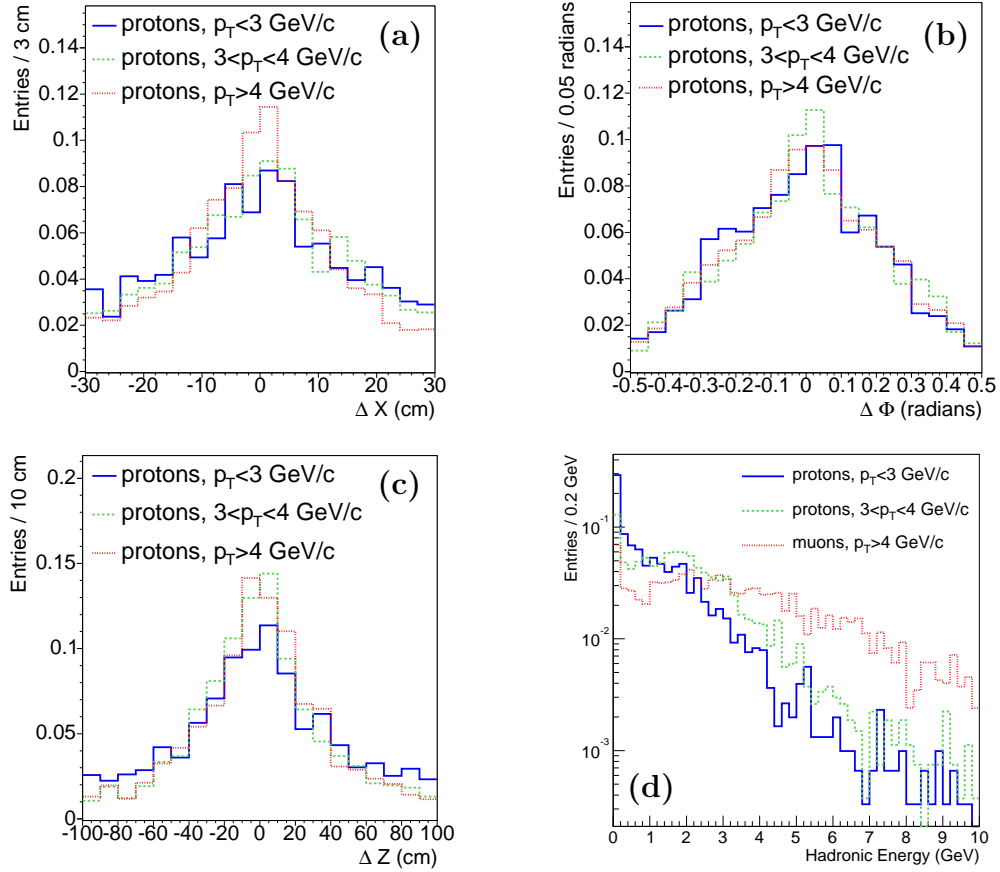 (a)
protons, p_T<3 GeV/c
protons, 3<p_T<4 GeV/c
protons, p_T>4 GeV/c
Entries / 3 cm
0.14
0.12
0.1
0.08
0.06
0.04
0.02
0
-30 -20 -10 0 10 20 30
Δ X (cm)
(b)
protons, p_T<3 GeV/c
protons, 3<p_T<4 GeV/c
protons, p_T>4 GeV/c
Entries / 0.05 radians
0.14
0.12
0.1
0.08
0.06
0.04
0.02
0
-0.5 -0.4 -0.3 -0.2 -0.1 0 0.1 0.2 0.3 0.4 0.5
Δ Φ (radians)
(c)
protons, p_T<3 GeV/c
protons, 3<p_T<4 GeV/c
protons, p_T>4 GeV/c
Entries / 10 cm
0.2
0.15
0.1
0.05
0
-100 -80 -60 -40 -20 0 20 40 60 80 100
Δ Z (cm)
protons, p_T<3 GeV/c
protons, 3<p_T<4 GeV/c
muons, p_T>4 GeV/c
Entries / 0.2 GeV
10^-1
10^-2
10^-3
(d)
0 1 2 3 4 5 6 7 8 9 10
Hadronic Energy (GeV)